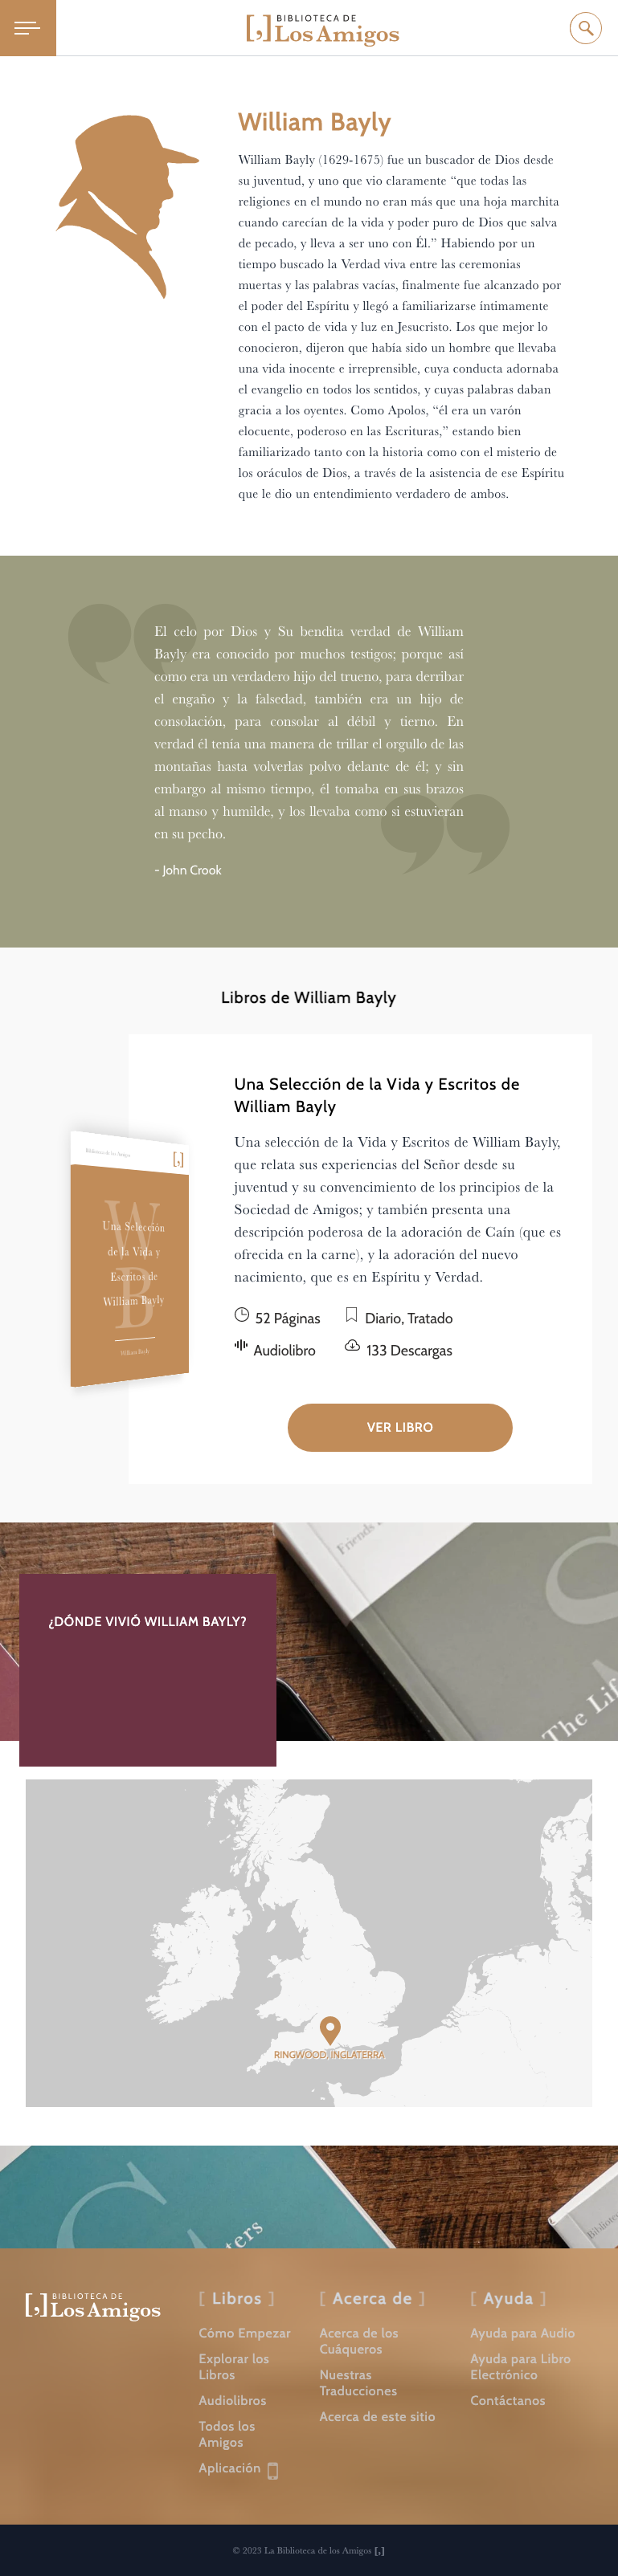 BIBLIOTECA DE
[,] Los Amigos
William Bayly
William Bayly (1629-1675) fue un buscador de Dios desde
su juventud, y uno que vio claramente “que todas las
religiones en el mundo no eran más que una hoja marchita
cuando carecían de la vida y poder puro de Dios que salva
de pecado, y lleva a ser uno con Él.” Habiendo por un
tiempo buscado la Verdad viva entre las ceremonias
muertas y las palabras vacías, finalmente fue alcanzado por
el poder del Espíritu y llegó a familiarizarse íntimamente
con el pacto de vida y luz en Jesucristo. Los que mejor lo
conocieron, dijeron que había sido un hombre que llevaba
una vida inocente e irreprensible, cuya conducta adornaba
el evangelio en todos los sentidos, y cuyas palabras daban
gracia a los oyentes. Como Apolos, “él era un varón
elocuente, poderoso en las Escrituras,” estando bien
familiarizado tanto con la historia como con el misterio de
los oráculos de Dios, a través de la asistencia de ese Espíritu
que le dio un entendimiento verdadero de ambos.
El celo por Dios y Su bendita verdad de William
Bayly era conocido por muchos testigos; porque así
como era un verdadero hijo del trueno, para derribar
el engaño y la falsedad, también era un hijo de
consolación, para consolar al débil y tierno. En
verdad él tenía una manera de trillar el orgullo de las
montañas hasta volverlas polvo delante de él; y sin
embargo al mismo tiempo, él tomaba en sus brazos
al manso y humilde, y los llevaba como si estuvieran
en su pecho.
- John Crook
Libros de William Bayly
Biblioteca de los Amigos
[,]
W
B
Una Selección
de la Vida y
Escritos de
William Bayly
William Bayly
Una Selección de la Vida y Escritos de
William Bayly
Una selección de la Vida y Escritos de William Bayly,
que relata sus experiencias del Señor desde su
juventud y su convencimiento de los principios de la
Sociedad de Amigos; y también presenta una
descripción poderosa de la adoración de Caín (que es
ofrecida en la carne), y la adoración del nuevo
nacimiento, que es en Espíritu y Verdad.
52 Páginas
Diario, Tratado
Audiolibro
133 Descargas
VER LIBRO
Friends
S
The Life
¿DÓNDE VIVIÓ WILLIAM BAYLY?
RINGWOOD, INGLATERRA
tters
BIBLIOTECA DE
[,] Los Amigos
[ Libros ]
Cómo Empezar
Explorar los
Libros
Audiolibros
Todos los
Amigos
Aplicación
[ Acerca de ]
Acerca de los
Cuáqueros
Nuestras
Traducciones
Acerca de este sitio
[ Ayuda ]
Ayuda para Audio
Ayuda para Libro
Electrónico
Contáctanos
© 2023 La Biblioteca de los Amigos [,]